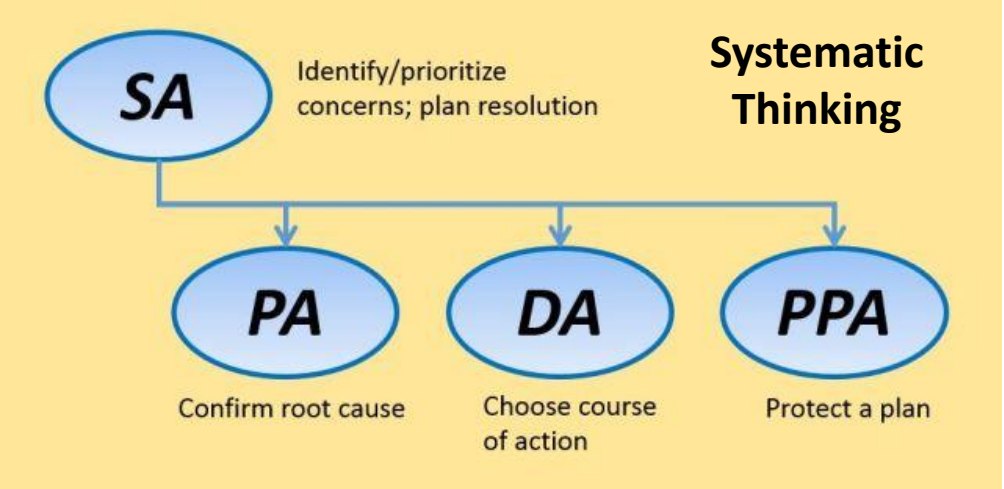 Systematic
Thinking
SA
Identify/prioritize
concerns; plan resolution
PA
DA
PPA
Confirm root cause
Choose course
of action
Protect a plan